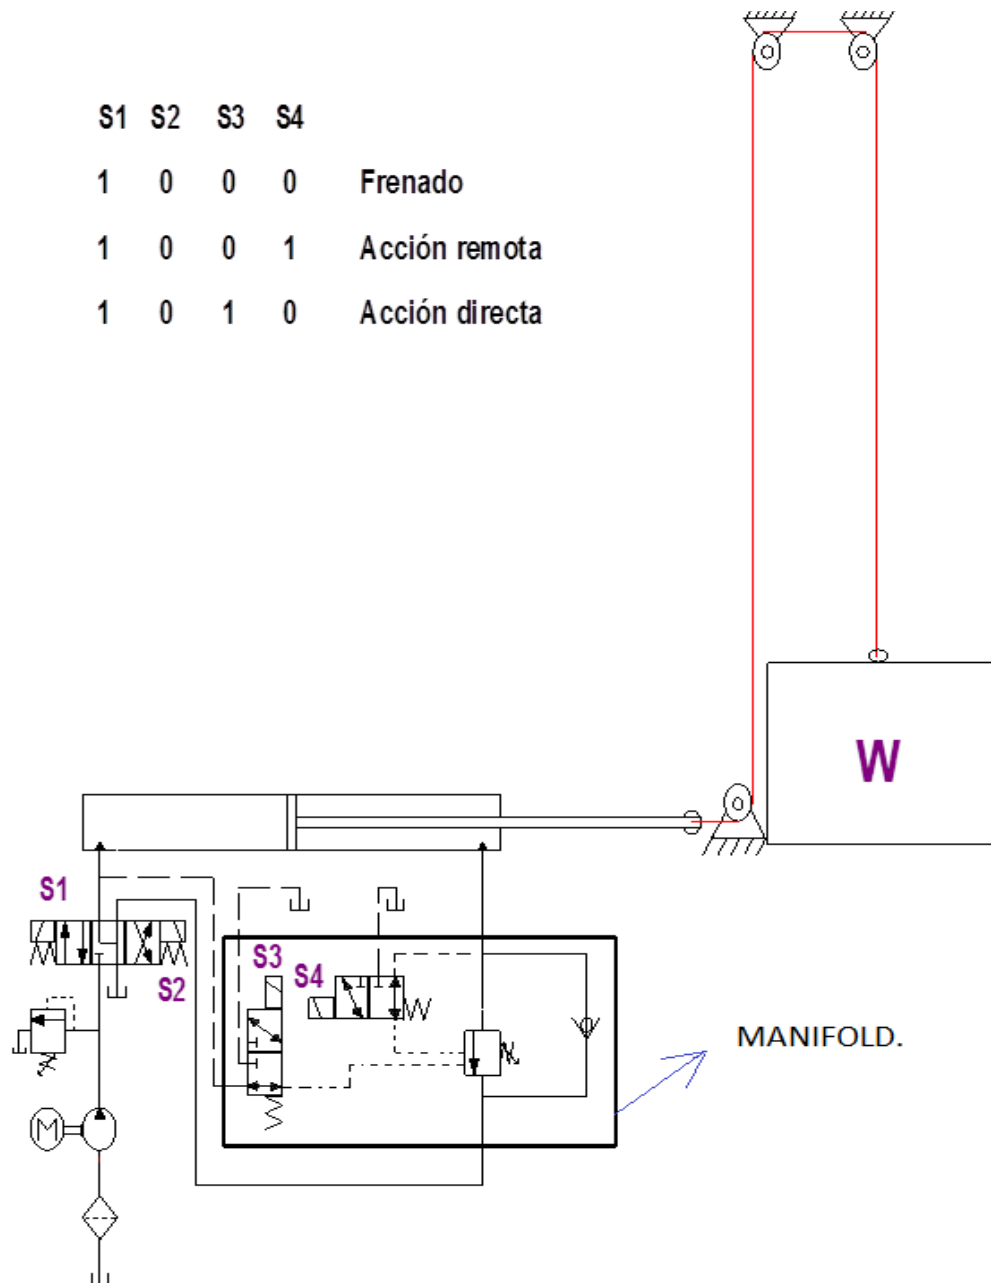 S1 S2 S3 S4
1 0 0 0 Frenado
1 0 0 1 Acción remota
1 0 1 0 Acción directa
W
S1
S3
S4
S2
MANIFOLD.
M